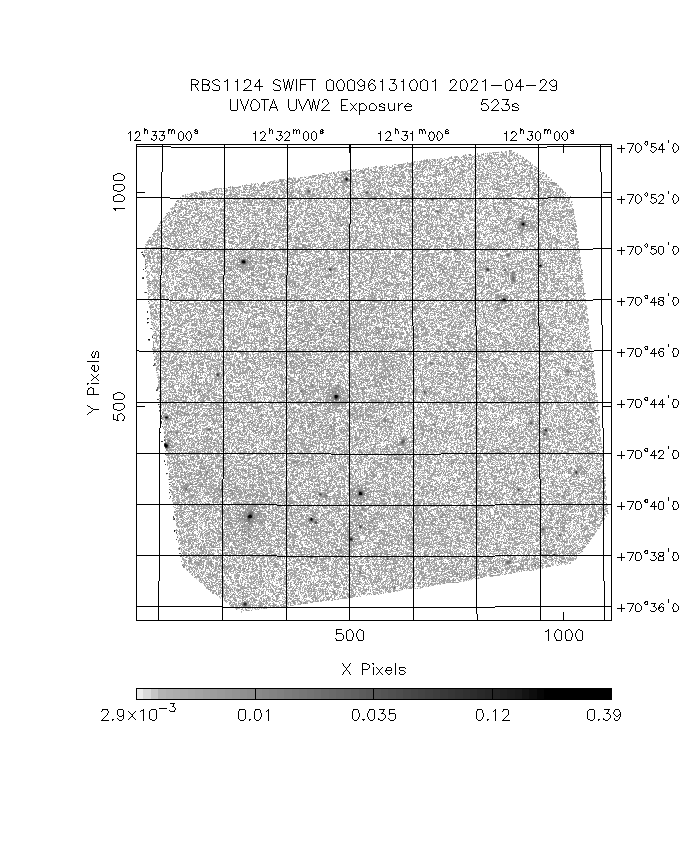 RBS1124 SWIFT 00096131001 2021-04-29
UVOTA UVW2 Exposure 523s
12ʰ33ᵐ00ˢ 12ʰ32ᵐ00ˢ 12ʰ31ᵐ00ˢ 12ʰ30ᵐ00ˢ
+70°54'0
1000
+70°52'0
+70°50'0
+70°48'0
+70°46'0
Y Pixels
500
+70°44'0
+70°42'0
+70°40'0
+70°38'0
+70°36'0
500 1000
X Pixels
2.9×10⁻³ 0.01 0.035 0.12 0.39